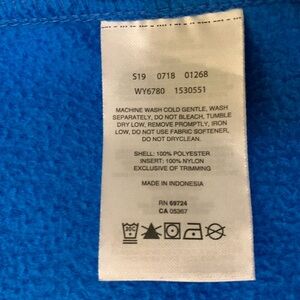 S19 0718 01268
WY6780 1530551
MACHINE WASH COLD GENTLE, WASH
SEPARATELY, DO NOT BLEACH, TUMBLE
DRY LOW, REMOVE PROMPTLY, IRON
LOW, DO NOT USE FABRIC SOFTENER,
DO NOT DRYCLEAN.
SHELL: 100% POLYESTER
INSERT: 100% NYLON
EXCLUSIVE OF TRIMMING
MADE IN INDONESIA
RN 69724
CA 05367
30C